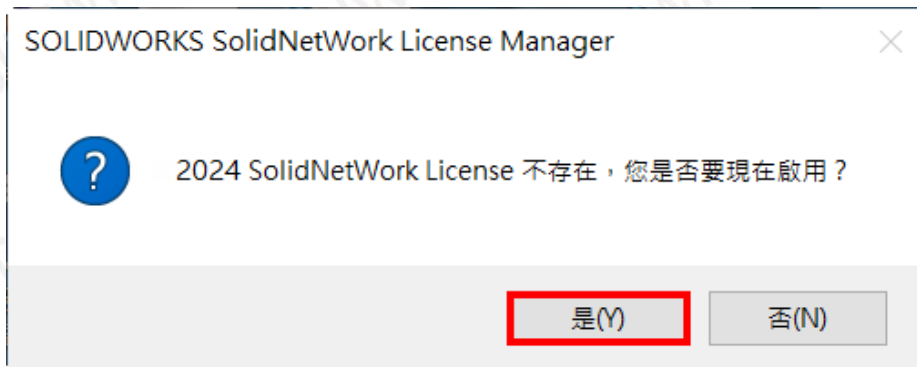 SOLIDWORKS SolidNetWork License Manager
2024 SolidNetWork License 不存在，您是否要現在啟用？
是(Y)
否(N)